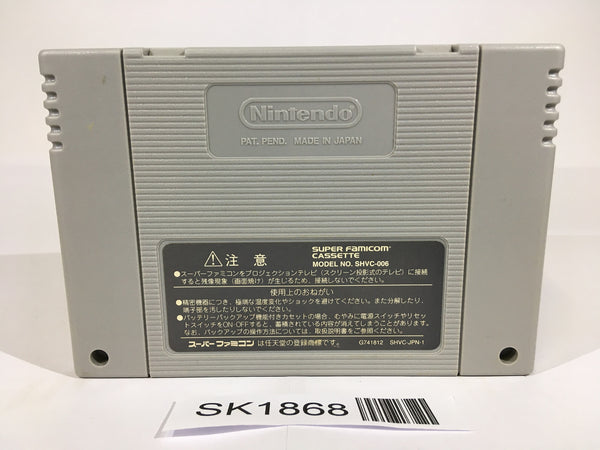 Nintendo
PAT. PEND. MADE IN JAPAN
⚠注意
SUPER FAMICOM
CASSETTE
MODEL NO. SHVC-006
●スーパーファミコンをプロジェクションテレビ(スクリーン投影式のテレビ)に接続
すると残像現象(画面焼け)が生じるため、接続しないでください。
使用上のおねがい
●精密機器につき、極端な温度変化やショックを避けてください。また分解したり、
端子部を汚したりしないでください。
●バッテリーバックアップ機能付きカセットの場合、むやみに電源スイッチやリセッ
トスイッチをON-OFFすると、蓄積されている内容が消えてしまうことがあります。
なお、バックアップの操作方法については、取扱説明書をご参照ください。
スーパーファミコンは任天堂の登録商標です。
G741812 SHVC-JPN-1
SK1868